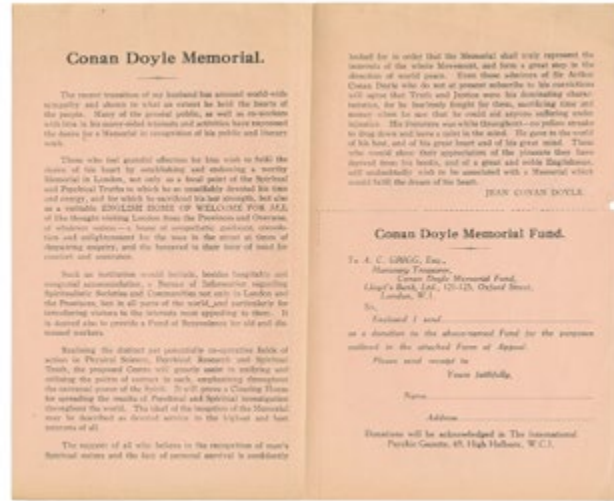 Conan Doyle Memorial.
The recent transition of my husband has aroused world-wide
sympathy and shown to what an extent he held the hearts of the
people. Many of the general public, as well as co-workers
with him in his many-sided interests and activities have expressed
the desire for a Memorial in recognition of his public and literary
work.
Those who feel grateful affection for him wish to fulfil the
desire of his heart by establishing and endowing a worthy
Memorial in London, not only as a focal point of the Spiritual
and Psychical Truths to which he so unselfishly devoted his time
and energy, and for which he sacrificed his last strength, but also
as a veritable ENGLISH HOME OF WELCOME FOR ALL
of like thought visiting London from the Provinces and Overseas,
of whatever nation—a house of sympathetic guidance, consola-
tion and enlightenment for the man in the street at times of
despairing enquiry, and the bereaved in their hour of need for
comfort and assurance.
Such an institution would include, besides hospitality and
congenial accommodation, a Bureau of Information regarding
Spiritualistic Societies and Communities not only in London and
the Provinces, but in all parts of the world, and particularly for
introducing visitors to the interests most appealing to them. It
is desired also to provide a Fund of Benevolence for old and dis-
tressed workers.
Realising the distinct yet potentially co-operative fields of
action in Physical Science, Psychical Research and Spiritual
Truth, the proposed Centre will greatly assist in unifying and
utilising the points of contact in each, emphasising throughout
the universal power of the Spirit. It will prove a Clearing House
for spreading the results of Psychical and Spiritual investigation
throughout the world. The ideal of the inception of the Memorial
may be described as devoted service to the highest and best
interests of all.
The support of all who believe in the recognition of man's
Spiritual nature and the fact of personal survival is confidently
looked for in order that the Memorial shall truly represent the
interests of the whole Movement, and form a great step in the
direction of world peace. Even those admirers of Sir Arthur
Conan Doyle who do not at present subscribe to his convictions
will agree that Truth and Justice were his dominating charac-
teristics, for he fearlessly fought for them, sacrificing time and
money when he saw that he could aid anyone suffering under
injustice. His literature was white throughout—no yellow streaks
to drag down and leave a taint in the mind. He gave to the world
of his best, and of his great heart and of his great mind. Those
who would show their appreciation of the pleasure they have
derived from his books, and of a great and noble Englishman,
will undoubtedly wish to be associated with a Memorial which
would fulfil the dream of his heart.
JEAN CONAN DOYLE.
Conan Doyle Memorial Fund.
To A. C. GRIGG, Esq.,
Honorary Treasurer,
Conan Doyle Memorial Fund,
Lloyd's Bank, Ltd., 121-125, Oxford Street,
London, W.1.
Sir,
Enclosed I send
as a donation to the above-named Fund for the purposes
outlined in the attached Form of Appeal.
Please send receipt to
Yours faithfully,
Name
Address
Donations will be acknowledged in The International
Psychic Gazette, 69, High Holborn, W.C.1.